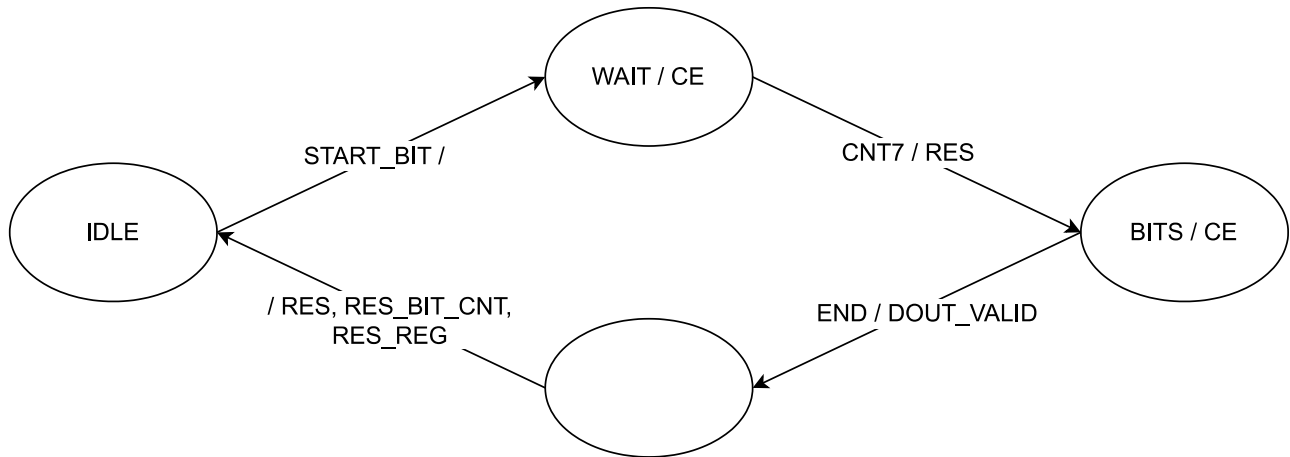 WAIT / CE
START_BIT /
CNT7 / RES
IDLE
BITS / CE
/ RES, RES_BIT_CNT,
RES_REG
END / DOUT_VALID